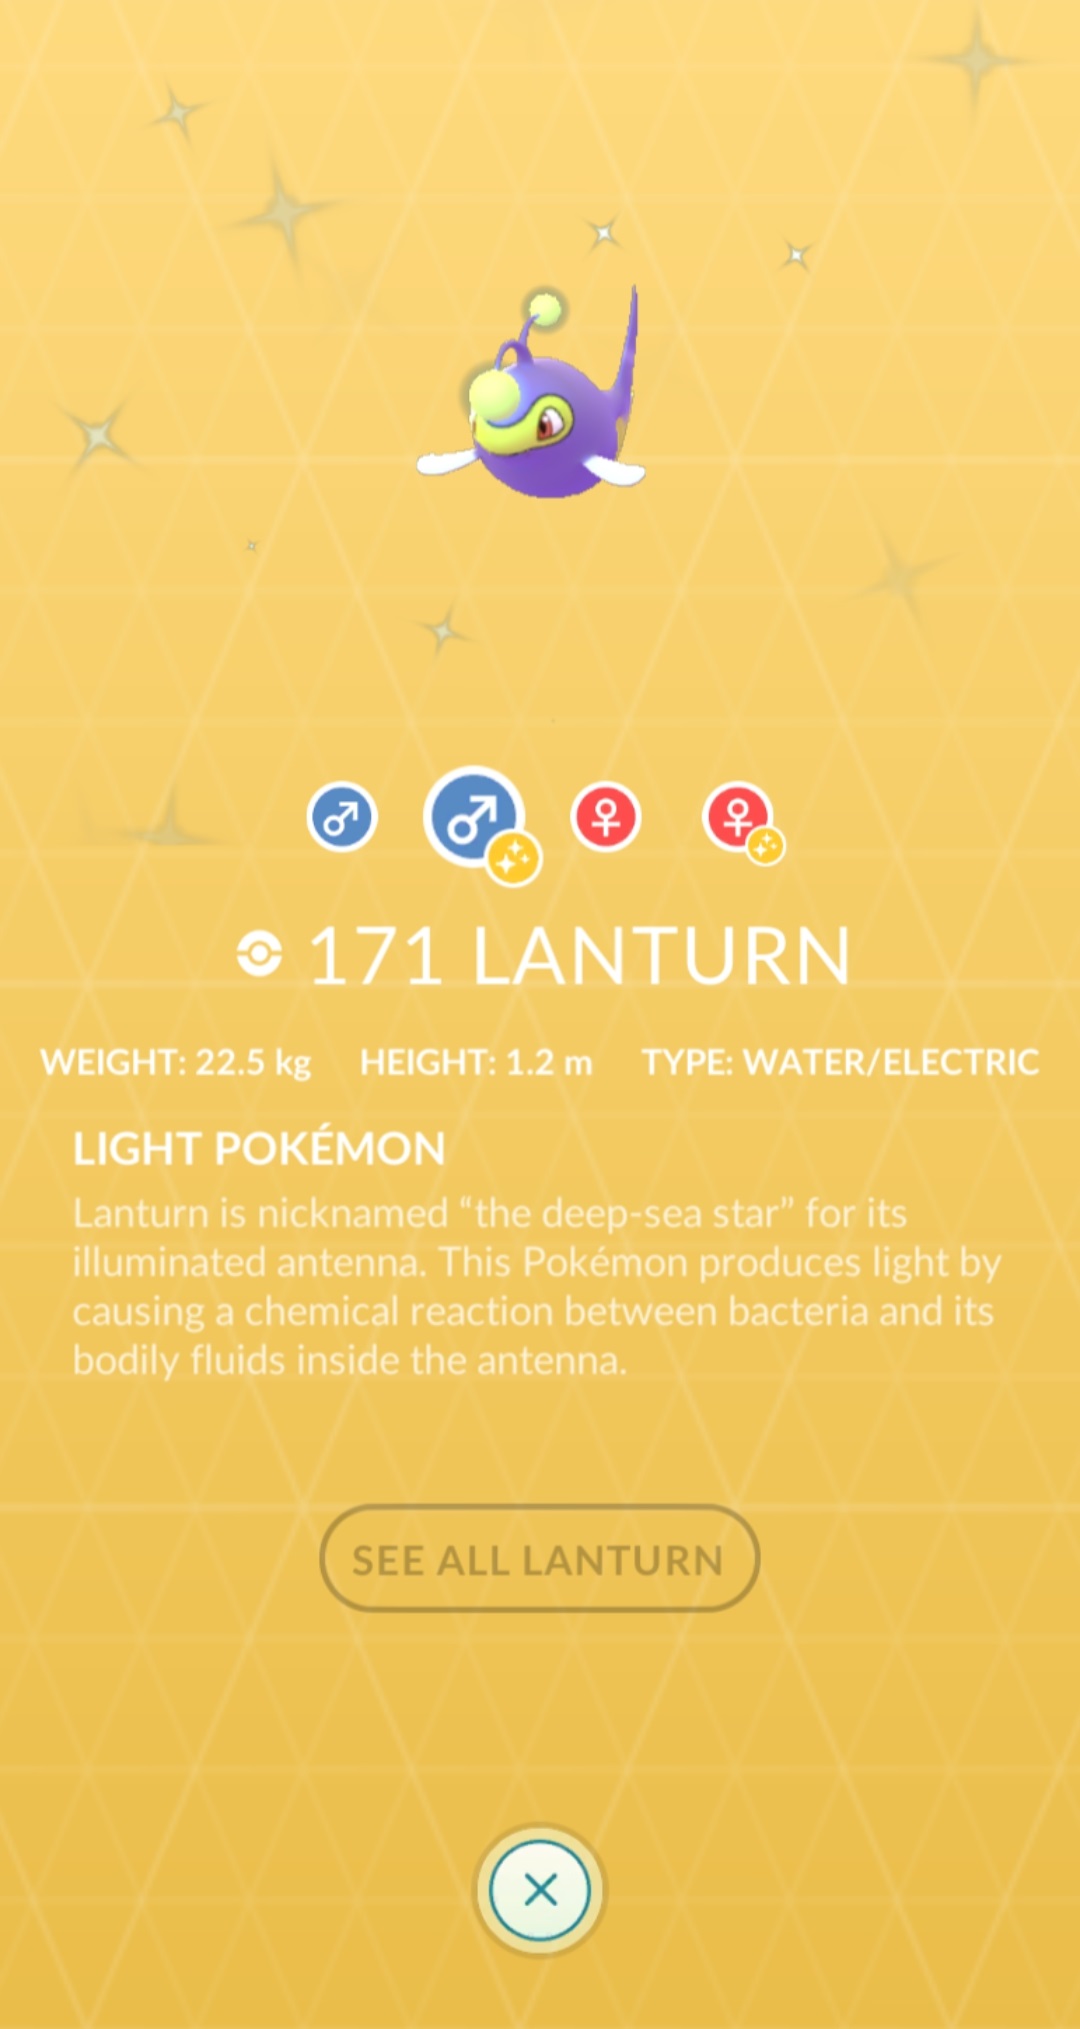 171 LANTURN
WEIGHT: 22.5 kg HEIGHT: 1.2 m TYPE: WATER/ELECTRIC
LIGHT POKÉMON
Lanturn is nicknamed “the deep-sea star” for its
illuminated antenna. This Pokémon produces light by
causing a chemical reaction between bacteria and its
bodily fluids inside the antenna.
SEE ALL LANTURN